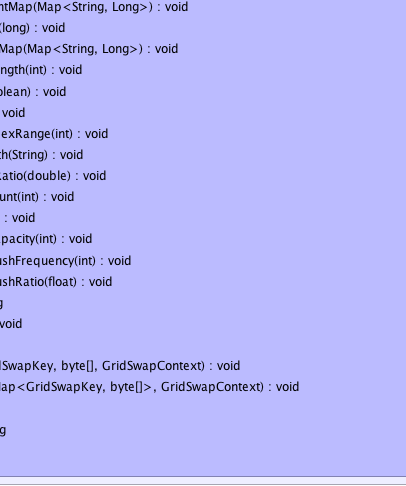 ntMap(Map<String, Long>) : void
(long) : void
Map(Map<String, Long>) : void
ngth(int) : void
olean) : void
void
exRange(int) : void
th(String) : void
Ratio(double) : void
unt(int) : void
: void
pacity(int) : void
ushFrequency(int) : void
ushRatio(float) : void
g
void
dSwapKey, byte[], GridSwapContext) : void
Map<GridSwapKey, byte[]>, GridSwapContext) : void
g